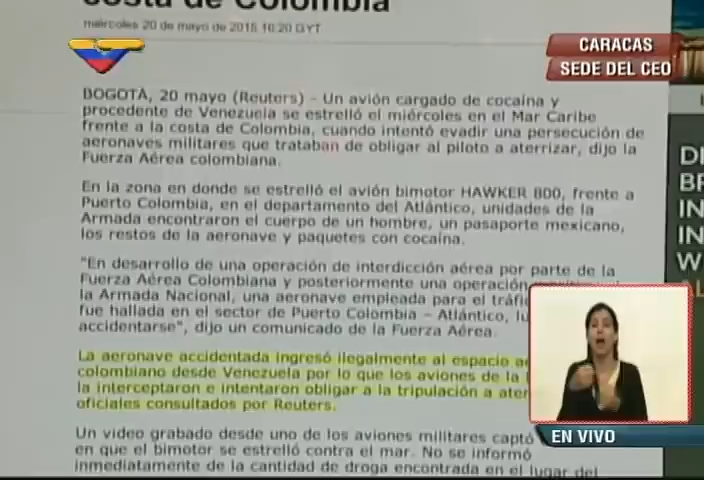 costa de Colombia
miércoles 20 de mayo de 2015 16:20 GYT
CARACAS
SEDE DEL CEO
BOGOTÁ, 20 mayo (Reuters) - Un avión cargado de cocaína y
procedente de Venezuela se estrelló el miércoles en el Mar Caribe
frente a la costa de Colombia, cuando intentó evadir una persecución de
aeronaves militares que trataban de obligar al piloto a aterrizar, dijo la
Fuerza Aérea colombiana.
En la zona en donde se estrelló el avión bimotor HAWKER 800, frente a
Puerto Colombia, en el departamento del Atlántico, unidades de la
Armada encontraron el cuerpo de un hombre, un pasaporte mexicano,
los restos de la aeronave y paquetes con cocaína.
"En desarrollo de una operación de interdicción aérea por parte de la
Fuerza Aérea Colombiana y posteriormente una operación
la Armada Nacional, una aeronave empleada para el tráfi
fue hallada en el sector de Puerto Colombia – Atlántico, lu
accidentarse", dijo un comunicado de la Fuerza Aérea.
La aeronave accidentada ingresó ilegalmente al espacio aé
colombiano desde Venezuela por lo que los aviones de la
la interceptaron e intentaron obligar a la tripulación a ater
oficiales consultados por Reuters.
Un video grabado desde uno de los aviones militares captó
en que el bimotor se estrelló contra el mar. No se informó
inmediatamente de la cantidad de droga encontrada en el lugar del
DI
BR
IN
IN
W
AL
EN VIVO